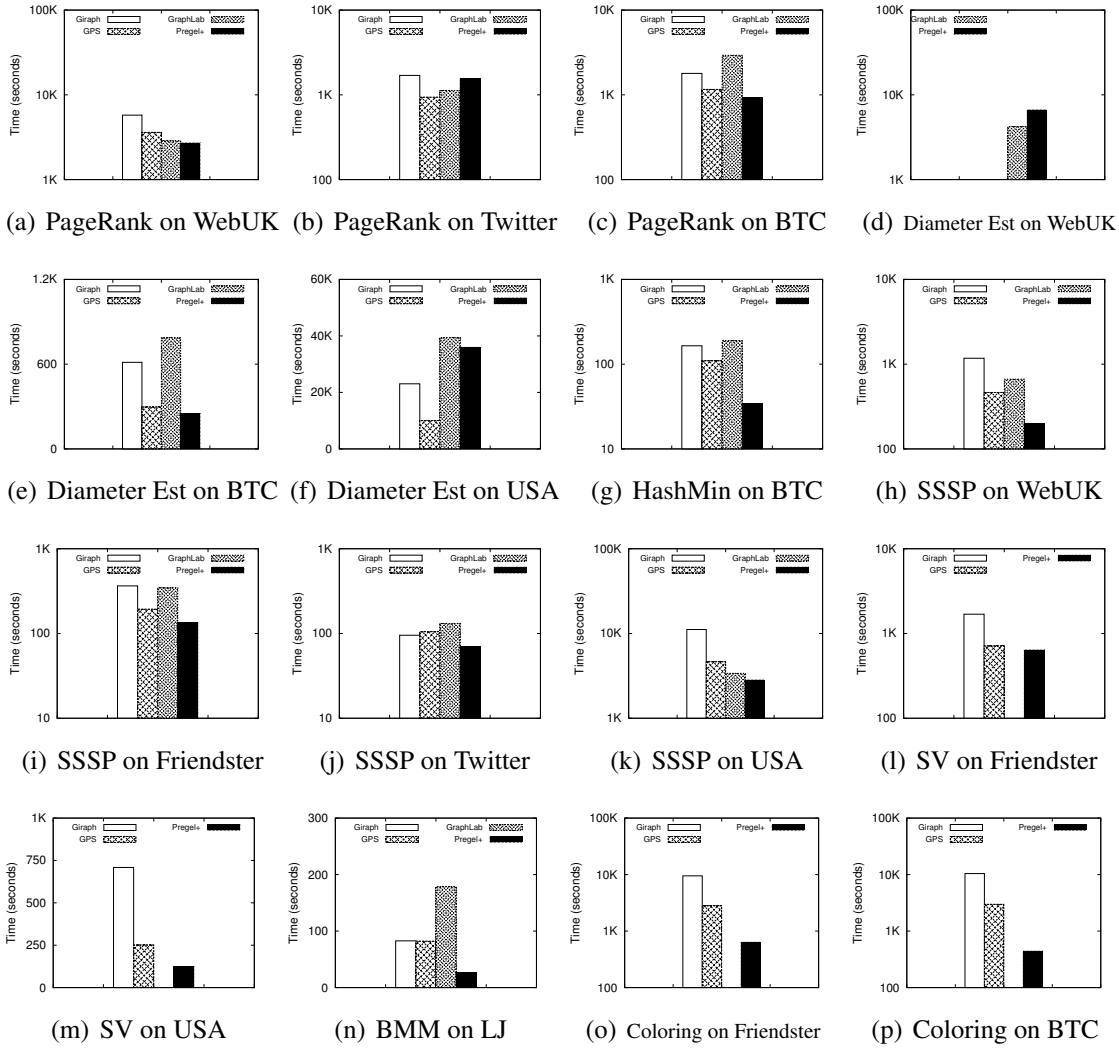 100K
10K
1K
Time (seconds)
Giraph
GPS
GraphLab
Pregel+
(a) PageRank on WebUK
10K
1K
100
Time (seconds)
Giraph
GPS
GraphLab
Pregel+
(b) PageRank on Twitter
10K
1K
100
Time (seconds)
Giraph
GPS
GraphLab
Pregel+
(c) PageRank on BTC
100K
10K
1K
Time (seconds)
GraphLab
Pregel+
(d) Diameter Est on WebUK
1.2K
600
0
Time (seconds)
Giraph
GPS
GraphLab
Pregel+
(e) Diameter Est on BTC
60K
40K
20K
0
Time (seconds)
Giraph
GPS
GraphLab
Pregel+
(f) Diameter Est on USA
1K
100
10
Time (seconds)
Giraph
GPS
GraphLab
Pregel+
(g) HashMin on BTC
10K
1K
100
Time (seconds)
Giraph
GPS
GraphLab
Pregel+
(h) SSSP on WebUK
1K
100
10
Time (seconds)
Giraph
GPS
GraphLab
Pregel+
(i) SSSP on Friendster
1K
100
10
Time (seconds)
Giraph
GPS
GraphLab
Pregel+
(j) SSSP on Twitter
100K
10K
1K
Time (seconds)
Giraph
GPS
GraphLab
Pregel+
(k) SSSP on USA
10K
1K
100
Time (seconds)
Giraph
GPS
Pregel+
(l) SV on Friendster
1K
750
500
250
0
Time (seconds)
Giraph
GPS
Pregel+
(m) SV on USA
300
200
100
0
Time (seconds)
Giraph
GPS
GraphLab
Pregel+
(n) BMM on LJ
100K
10K
1K
100
Time (seconds)
Giraph
GPS
Pregel+
(o) Coloring on Friendster
100K
10K
1K
100
Time (seconds)
Giraph
GPS
Pregel+
(p) Coloring on BTC